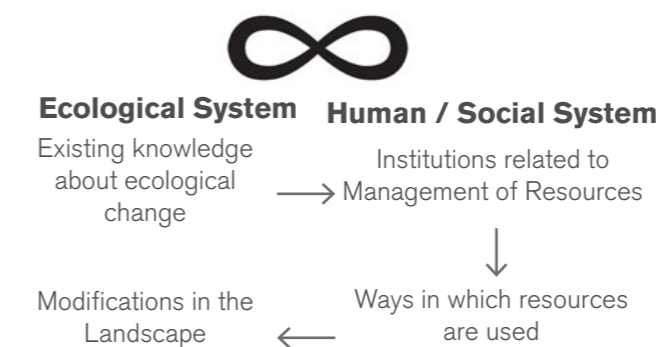 Ecological System
Human / Social System
Existing knowledge
about ecological
change
Institutions related to
Management of Resources
Ways in which resources
are used
Modifications in the
Landscape